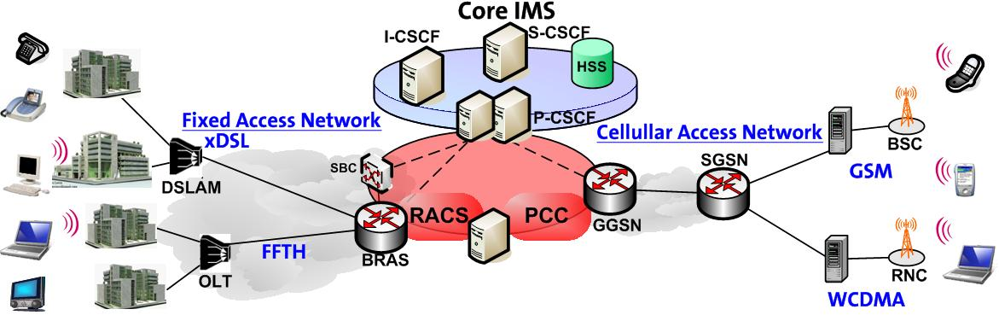 Core IMS
I-CSCF
S-CSCF
HSS
P-CSCF
Fixed Access Network
xDSL
Cellullar Access Network
DSLAM
SBC
RACS
PCC
BRAS
GGSN
SGSN
BSC
GSM
FFTH
OLT
RNC
WCDMA